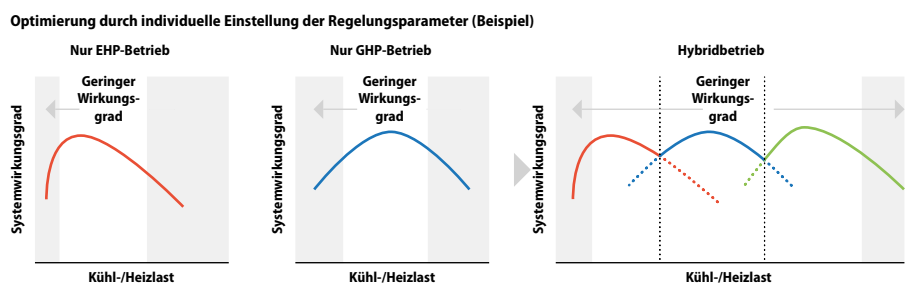 Optimierung durch individuelle Einstellung der Regelungsparameter (Beispiel)
Nur EHP-Betrieb
Geringer
Wirkungs-
grad
Systemwirkungsgrad
Kühl-/Heizlast
Nur GHP-Betrieb
Geringer
Wirkungs-
grad
Systemwirkungsgrad
Kühl-/Heizlast
Hybridbetrieb
Geringer
Wirkungs-
grad
Systemwirkungsgrad
Kühl-/Heizlast